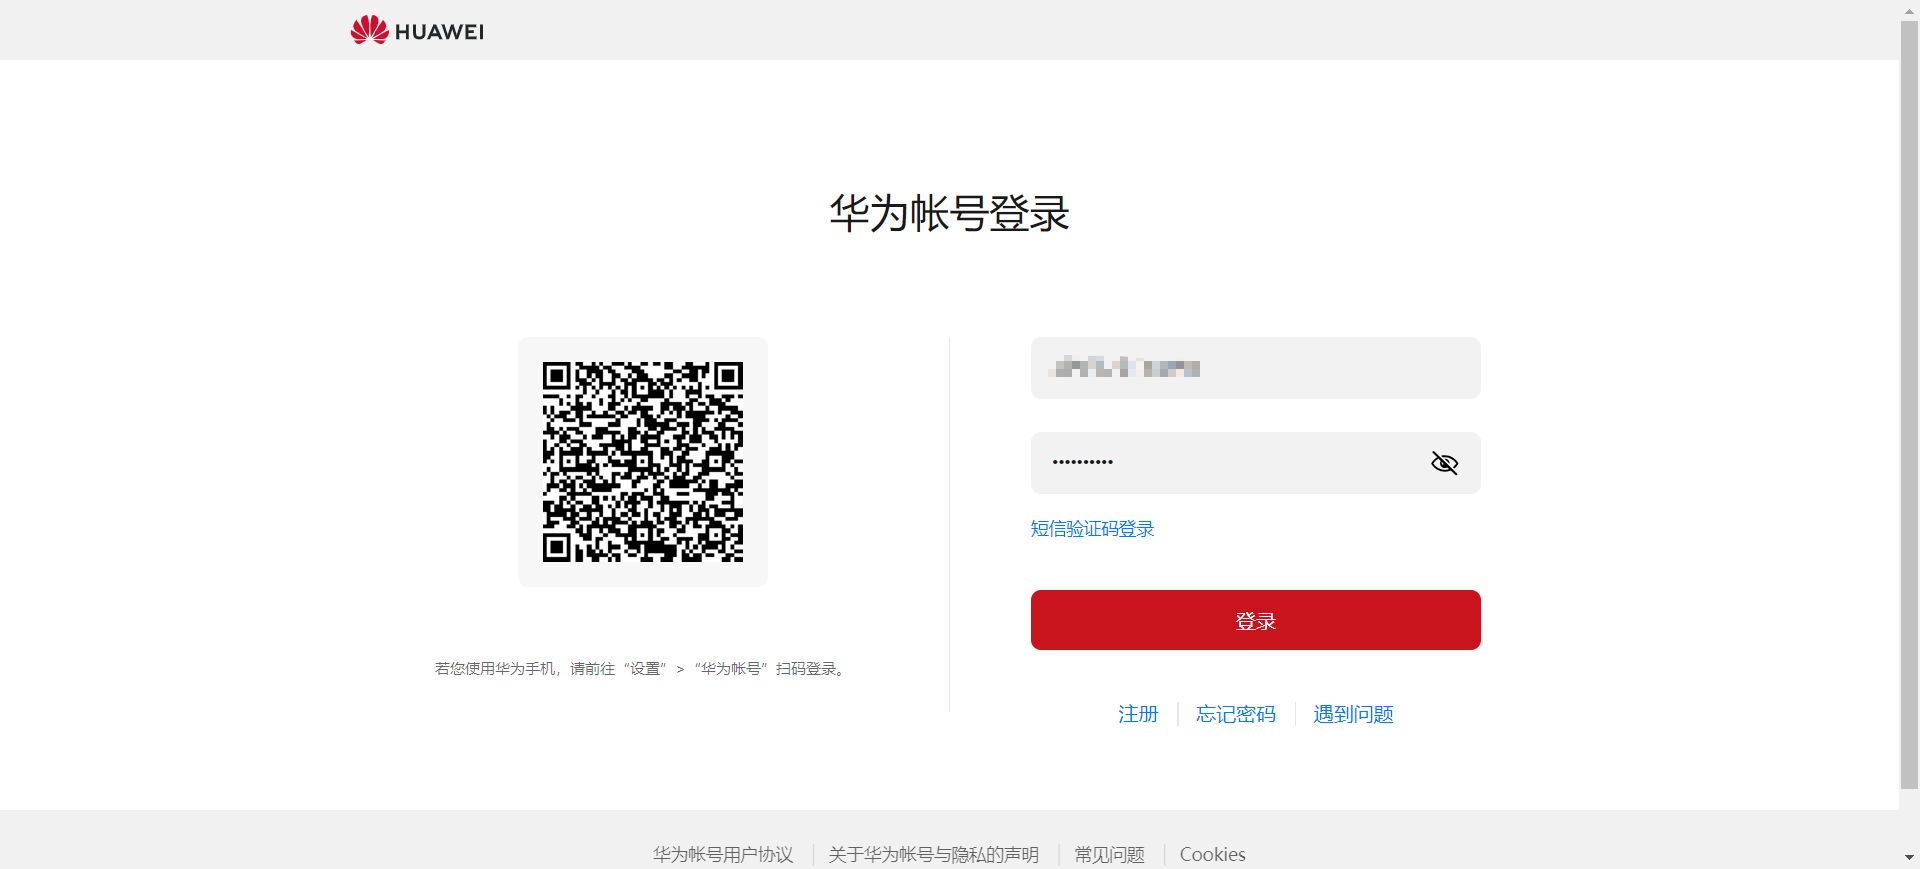 HUAWEI
华为帐号登录
••••••••••
短信验证码登录
登录
若您使用华为手机，请前往“设置” > “华为帐号” 扫码登录。
注册
忘记密码
遇到问题
华为帐号用户协议
关于华为帐号与隐私的声明
常见问题
Cookies